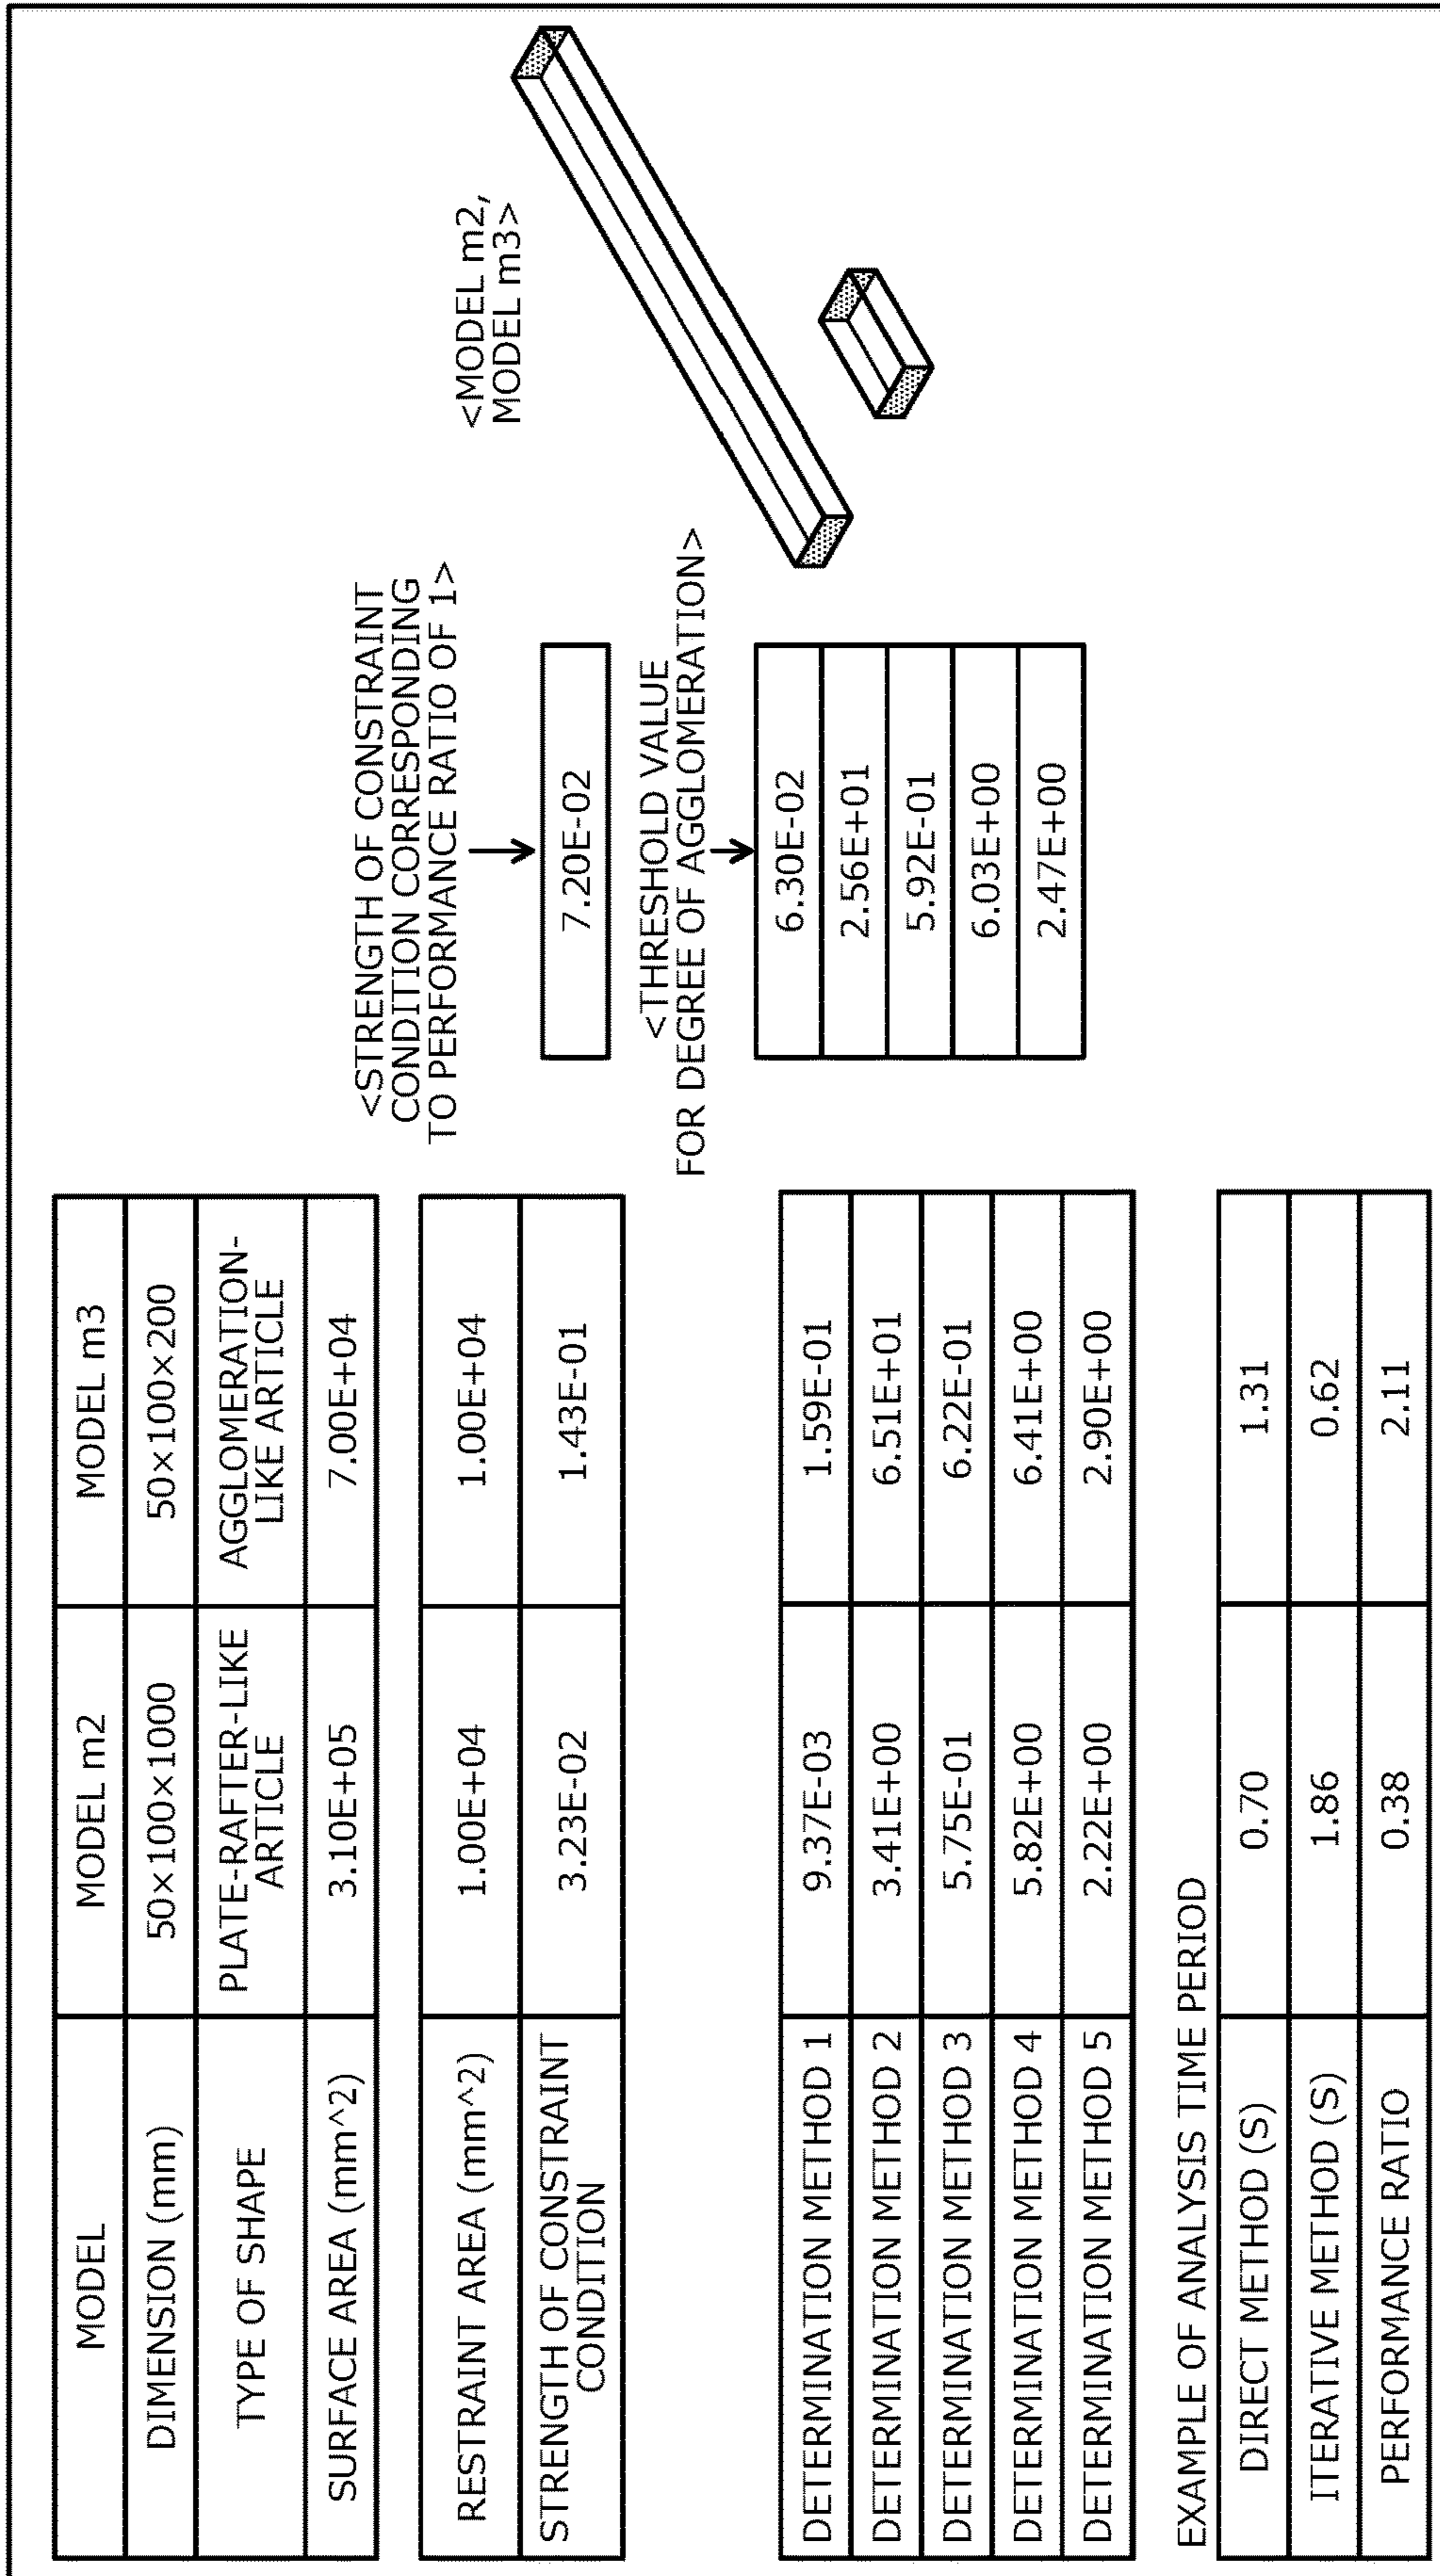 MODEL
MODEL m2
MODEL m3
DIMENSION (mm)
50×100×1000
50×100×200
TYPE OF SHAPE
PLATE-RAFTER-LIKE
ARTICLE
AGGLOMERATION-
LIKE ARTICLE
SURFACE AREA (mm^2)
3.10E+05
7.00E+04
RESTRAINT AREA (mm^2)
1.00E+04
1.00E+04
STRENGTH OF CONSTRAINT
CONDITION
3.23E-02
1.43E-01
<STRENGTH OF CONSTRAINT
CONDITION CORRESPONDING
TO PERFORMANCE RATIO OF 1>
7.20E-02
<MODEL m2,
MODEL m3>
<THRESHOLD VALUE
FOR DEGREE OF AGGLOMERATION>
DETERMINATION METHOD 1
9.37E-03
1.59E-01
6.30E-02
DETERMINATION METHOD 2
3.41E+00
6.51E+01
2.56E+01
DETERMINATION METHOD 3
5.75E-01
6.22E-01
5.92E-01
DETERMINATION METHOD 4
5.82E+00
6.41E+00
6.03E+00
DETERMINATION METHOD 5
2.22E+00
2.90E+00
2.47E+00
EXAMPLE OF ANALYSIS TIME PERIOD
DIRECT METHOD (S)
0.70
1.31
ITERATIVE METHOD (S)
1.86
0.62
PERFORMANCE RATIO
0.38
2.11